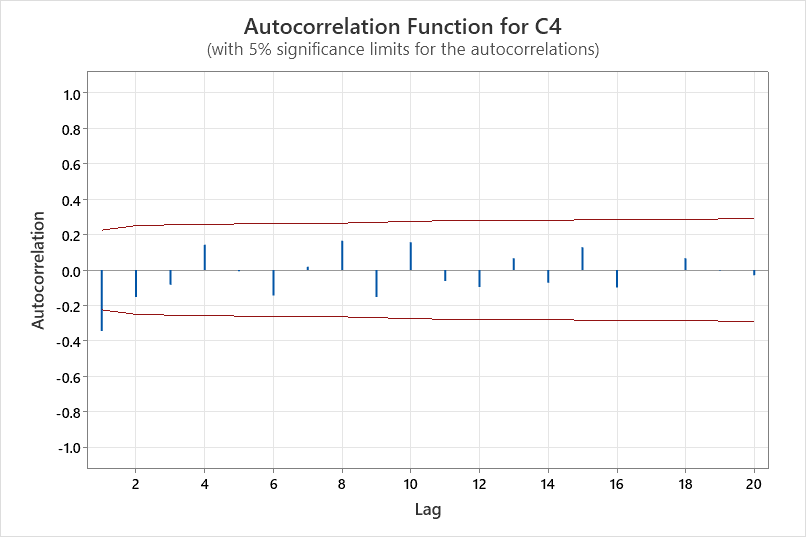 Autocorrelation Function for C4
(with 5% significance limits for the autocorrelations)
Autocorrelation
1.0
0.8
0.6
0.4
0.2
0.0
-0.2
-0.4
-0.6
-0.8
-1.0
2 4 6 8 10 12 14 16 18 20
Lag